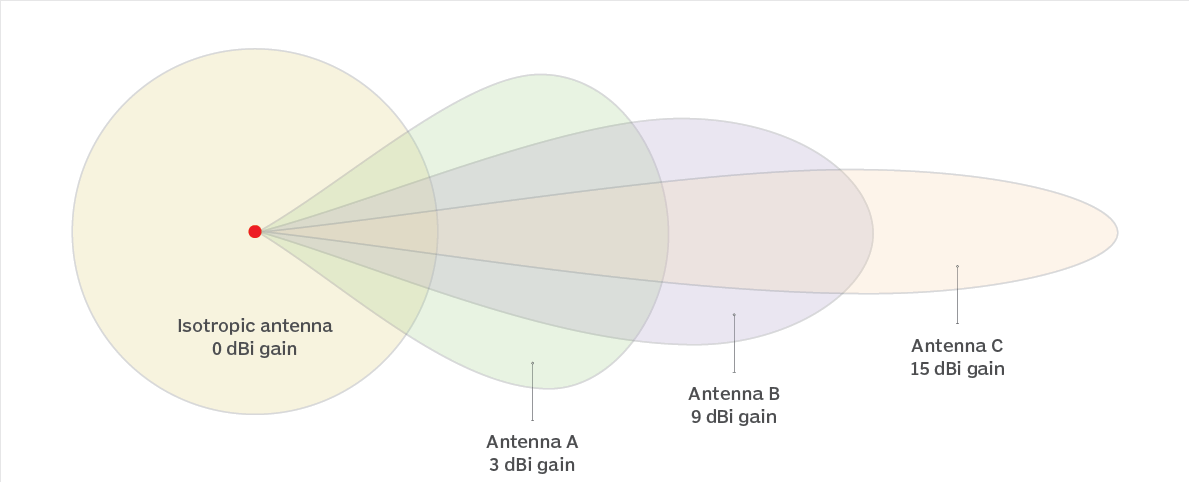 Isotropic antenna
0 dBi gain
Antenna A
3 dBi gain
Antenna B
9 dBi gain
Antenna C
15 dBi gain